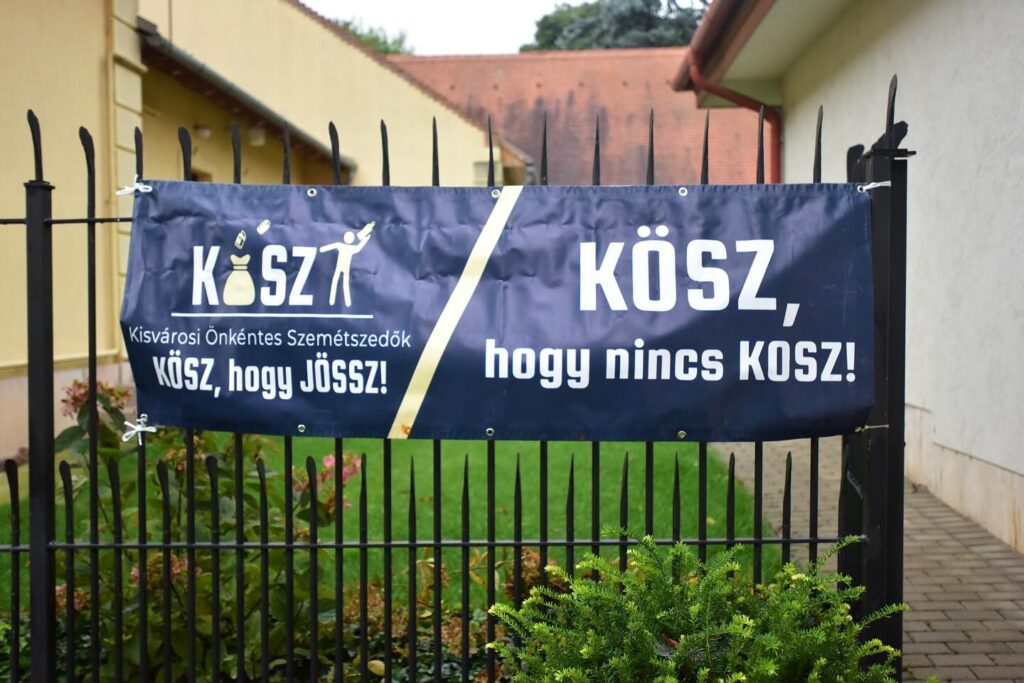 KÖSZ
Kisvárosi Önkéntes Szemétszedők
KÖSZ, hogy JÖSSZ!
KÖSZ,
hogy nincs KOSZ!